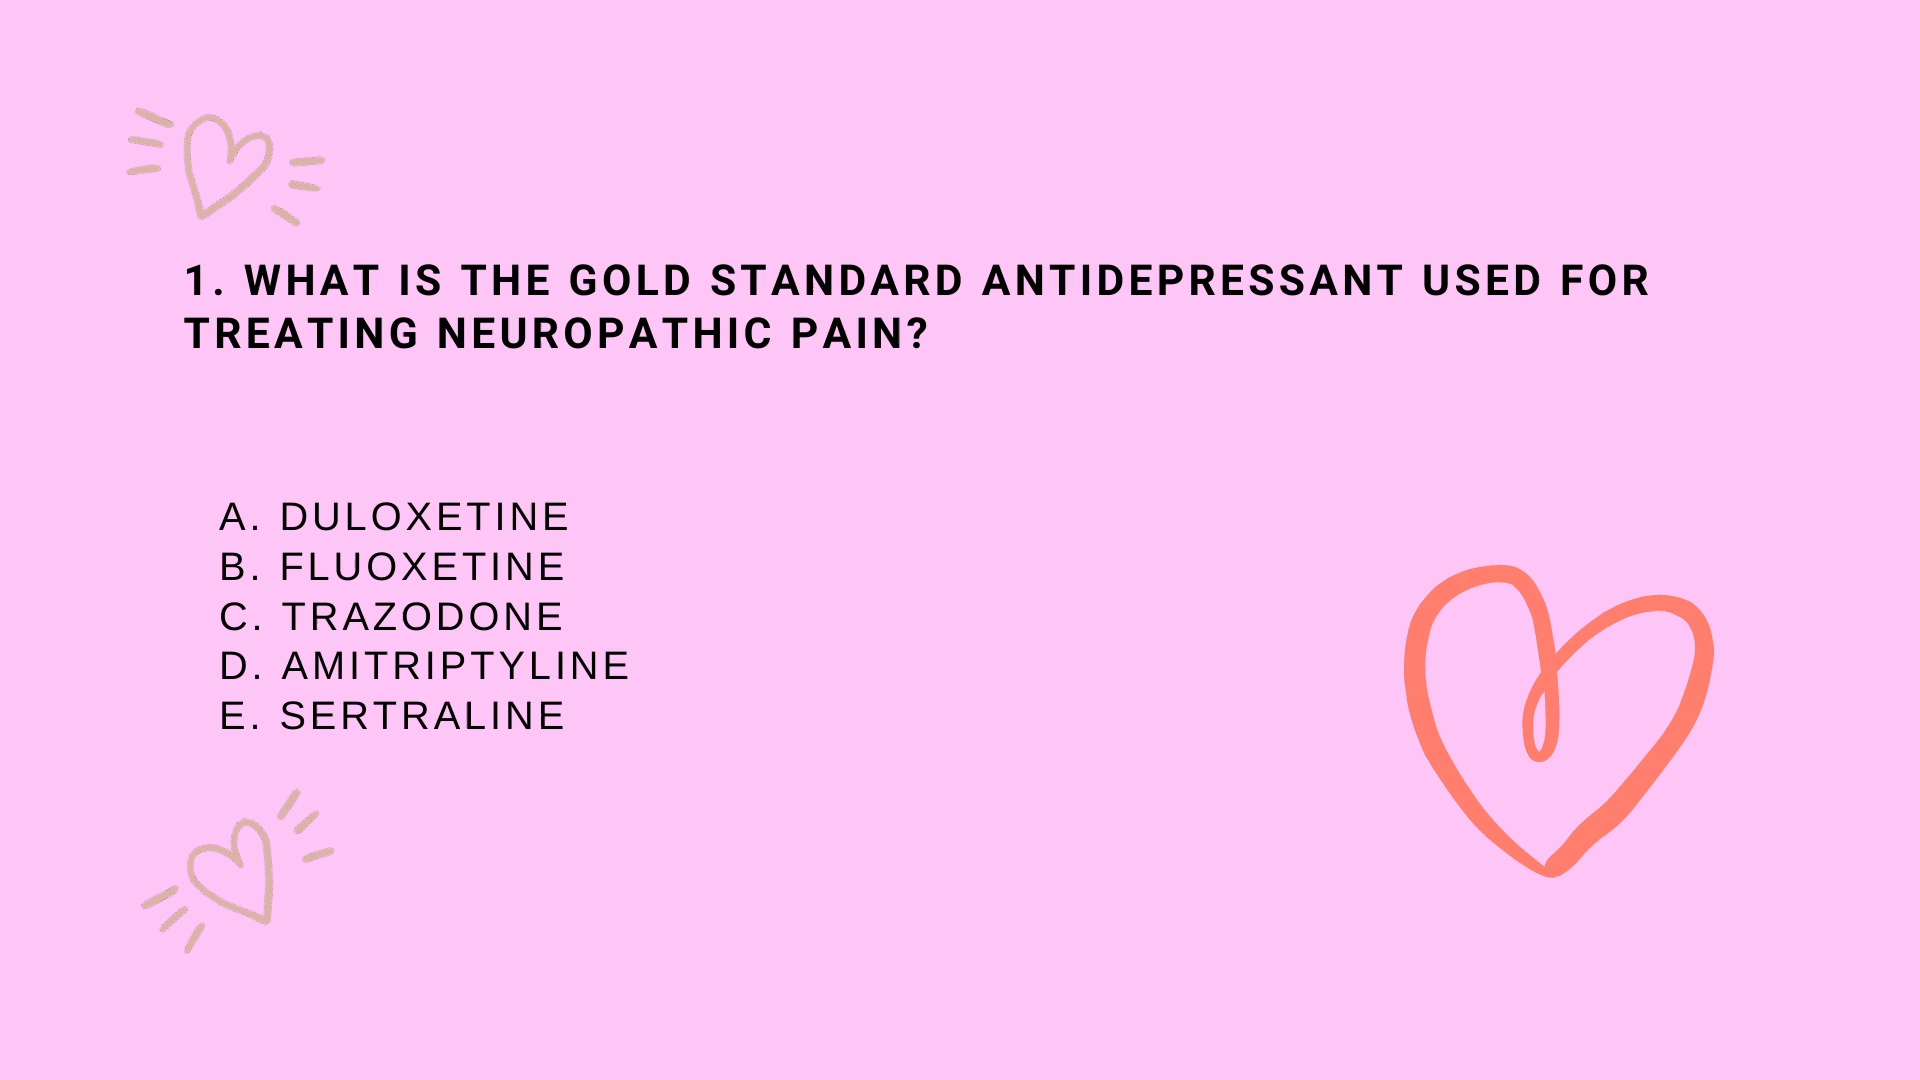 1. WHAT IS THE GOLD STANDARD ANTIDEPRESSANT USED FOR
TREATING NEUROPATHIC PAIN?
A. DULOXETINE
B. FLUOXETINE
C. TRAZODONE
D. AMITRIPTYLINE
E. SERTRALINE